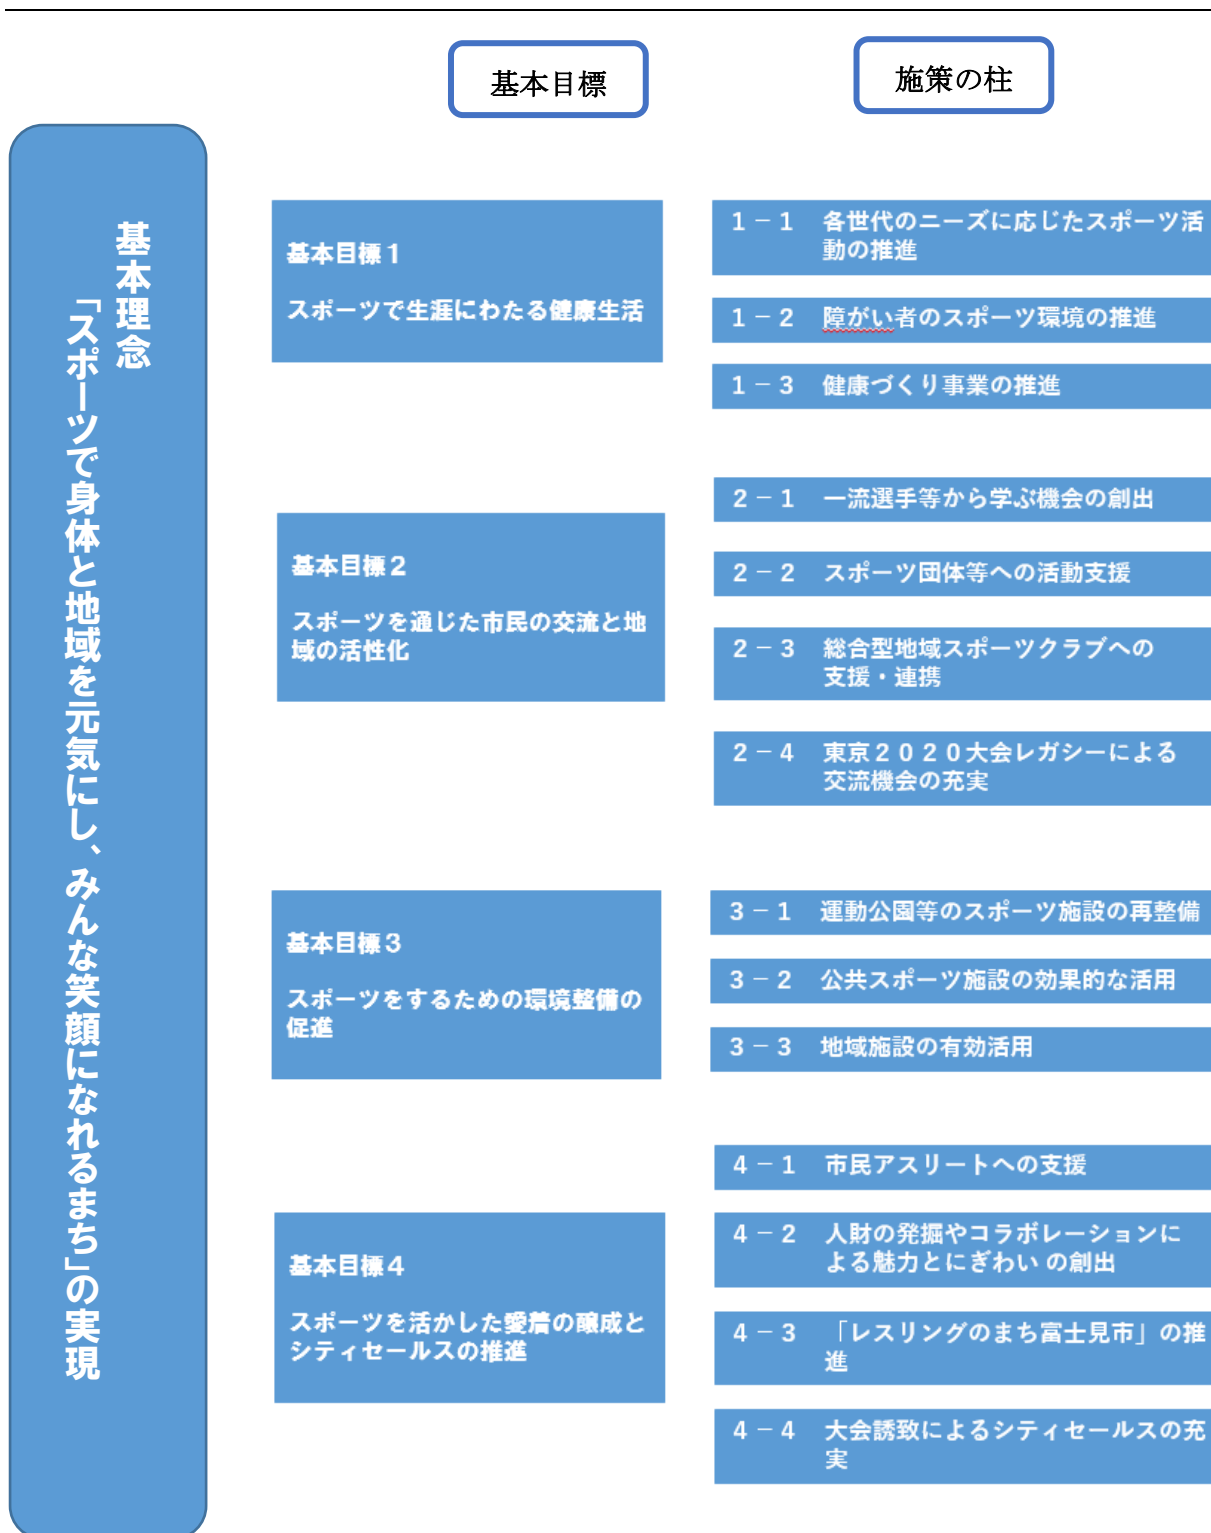 基本目標
施策の柱
基本理念
「スポーツで身体と地域を元気にし、みんな笑顔になれるまち」の実現
基本目標１
スポーツで生涯にわたる健康生活
１－１　各世代のニーズに応じたスポーツ活
動の推進
１－２　障がい者のスポーツ環境の推進
１－３　健康づくり事業の推進
基本目標２
スポーツを通じた市民の交流と地
域の活性化
２－１　一流選手等から学ぶ機会の創出
２－２　スポーツ団体等への活動支援
２－３　総合型地域スポーツクラブへの
支援・連携
２－４　東京２０２０大会レガシーによる
交流機会の充実
基本目標３
スポーツをするための環境整備の
促進
３－１　運動公園等のスポーツ施設の再整備
３－２　公共スポーツ施設の効果的な活用
３－３　地域施設の有効活用
基本目標４
スポーツを活かした愛着の醸成と
シティセールスの推進
４－１　市民アスリートへの支援
４－２　人財の発掘やコラボレーションに
よる魅力とにぎわい の創出
４－３　「レスリングのまち富士見市」の推
進
４－４　大会誘致によるシティセールスの充
実